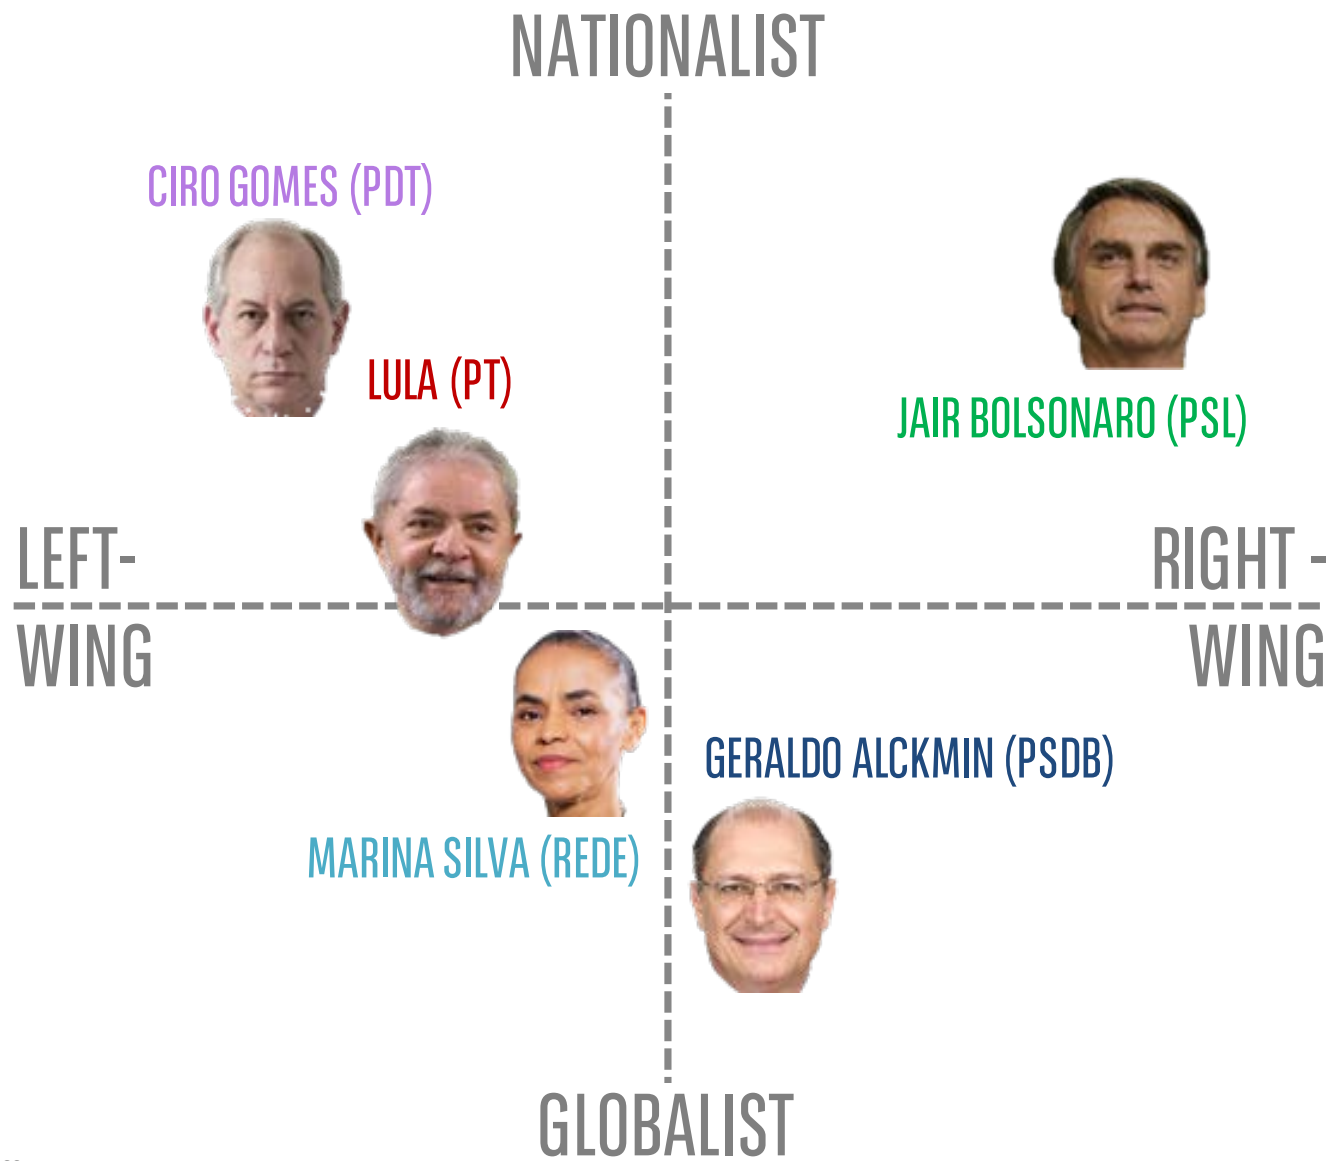 NATIONALIST
CIRO GOMES (PDT)
LULA (PT)
JAIR BOLSONARO (PSL)
LEFT-
WING
RIGHT -
WING
GERALDO ALCKMIN (PSDB)
MARINA SILVA (REDE)
GLOBALIST